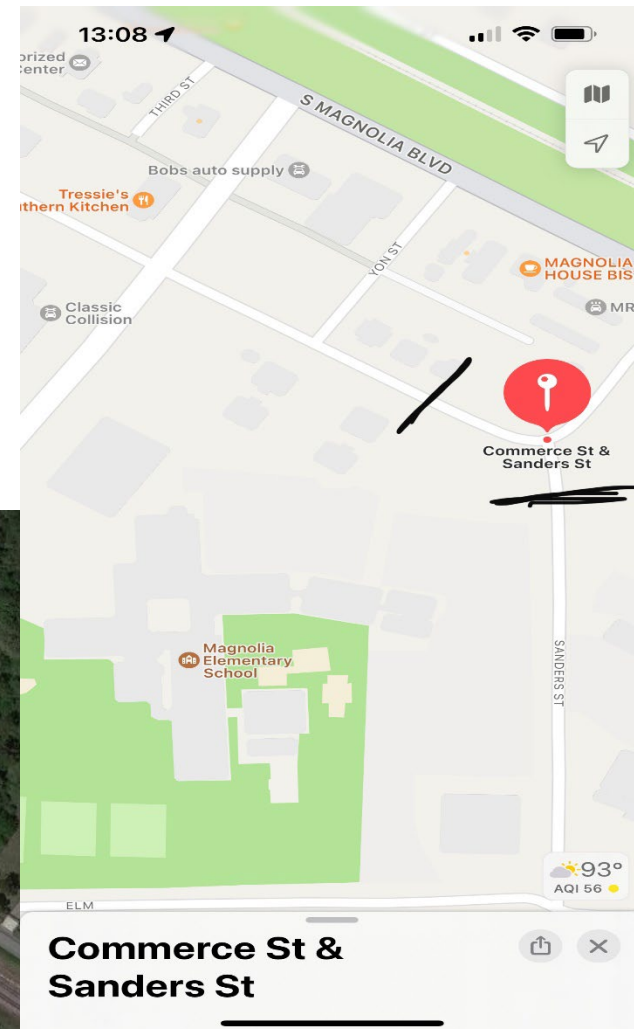 13:08
orized
Center
THIRD ST
S MAGNOLIA BLVD
Bobs auto supply
Tressie's
thern Kitchen
YON ST
MAGNOLIA
HOUSE BIS
Classic
Collision
MR
Commerce St &
Sanders St
Magnolia
Elementary
School
SANDERS ST
93°
AQI 56
ELM
Commerce St &
Sanders St